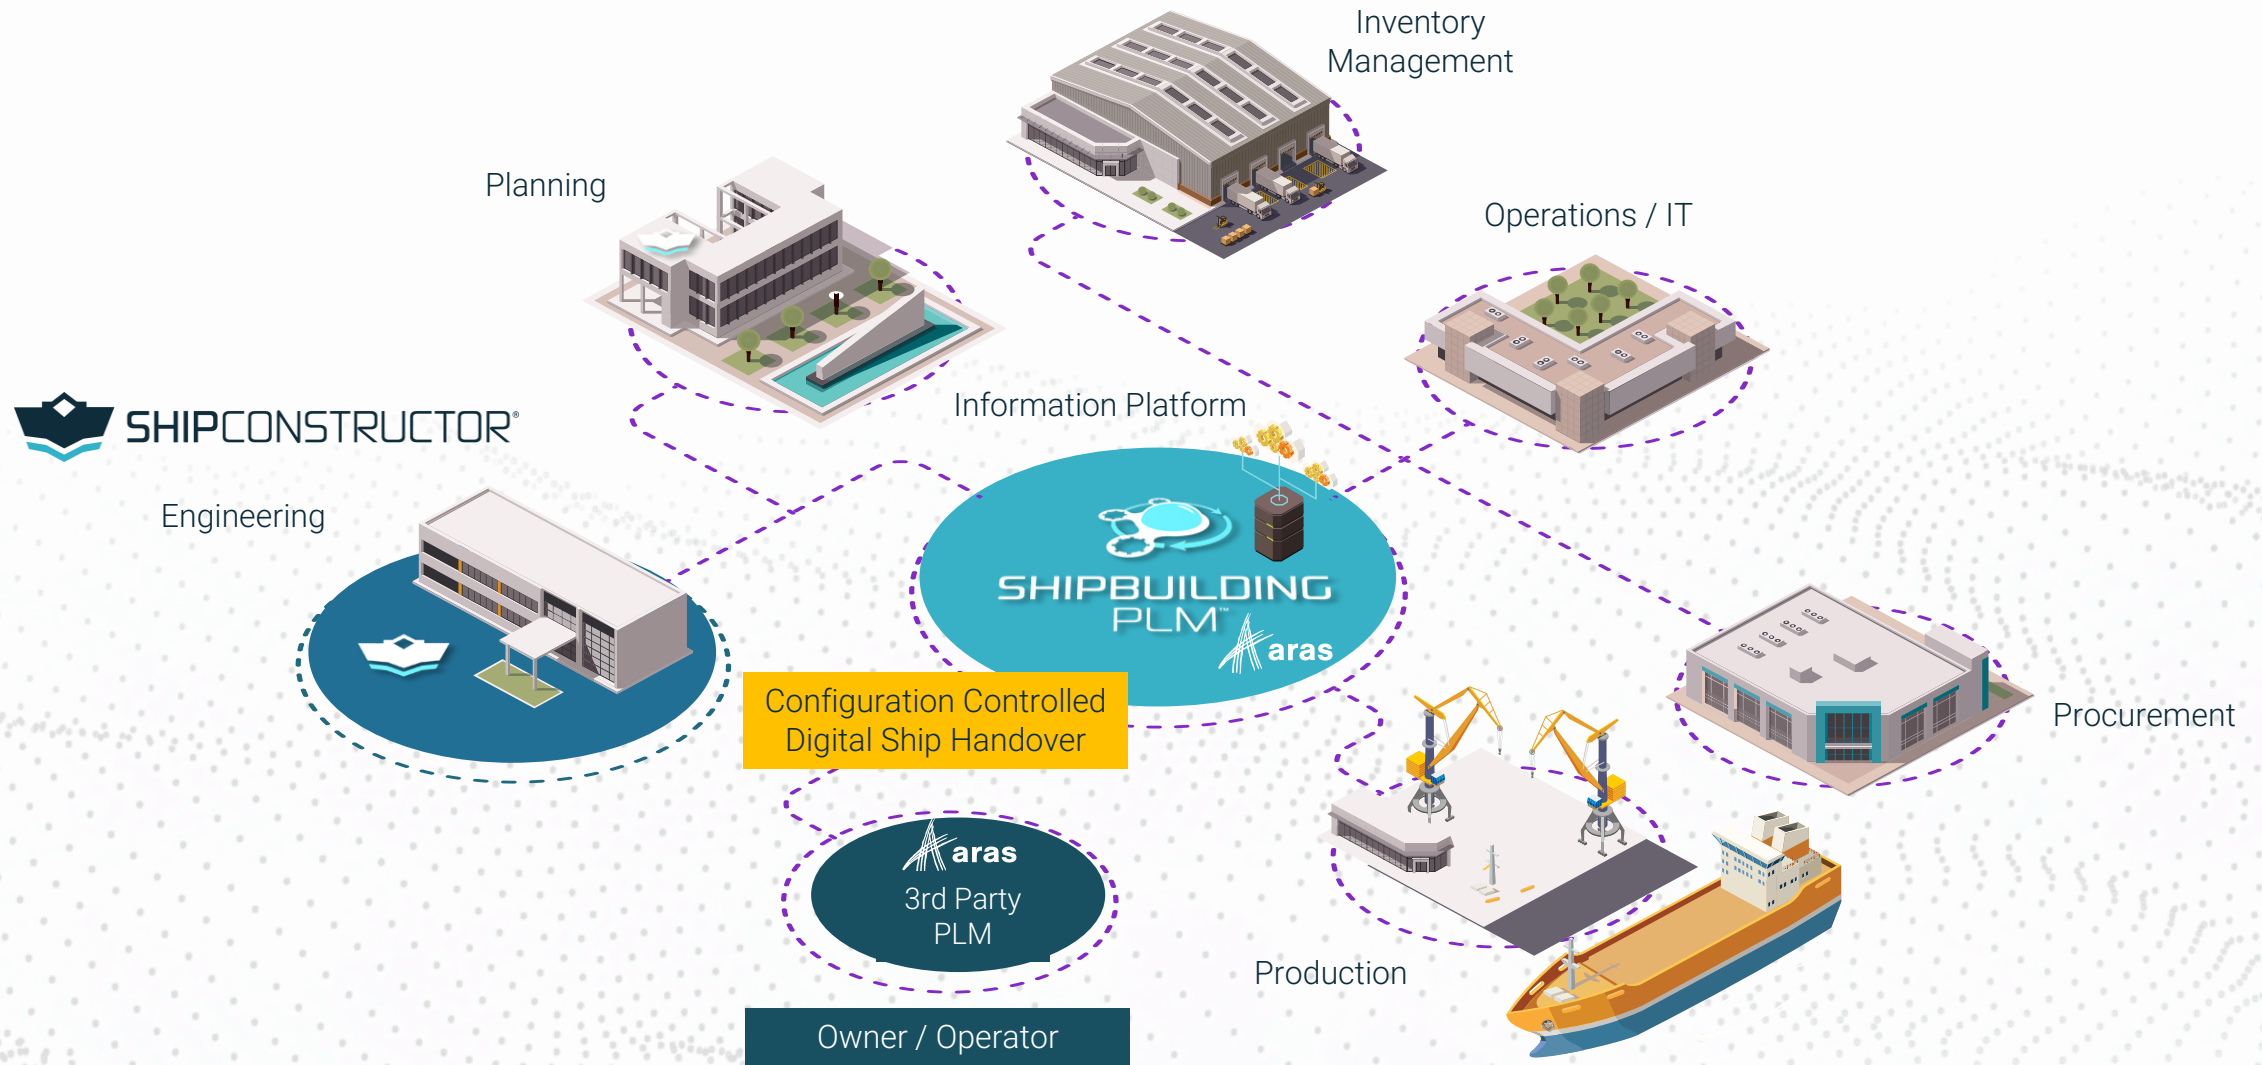 Inventory
Management
Planning
Operations / IT
SHIPCONSTRUCTOR®
Information Platform
Engineering
SHIPBUILDING
PLM™
aras
Configuration Controlled
Digital Ship Handover
Procurement
aras
3rd Party
PLM
Production
Owner / Operator